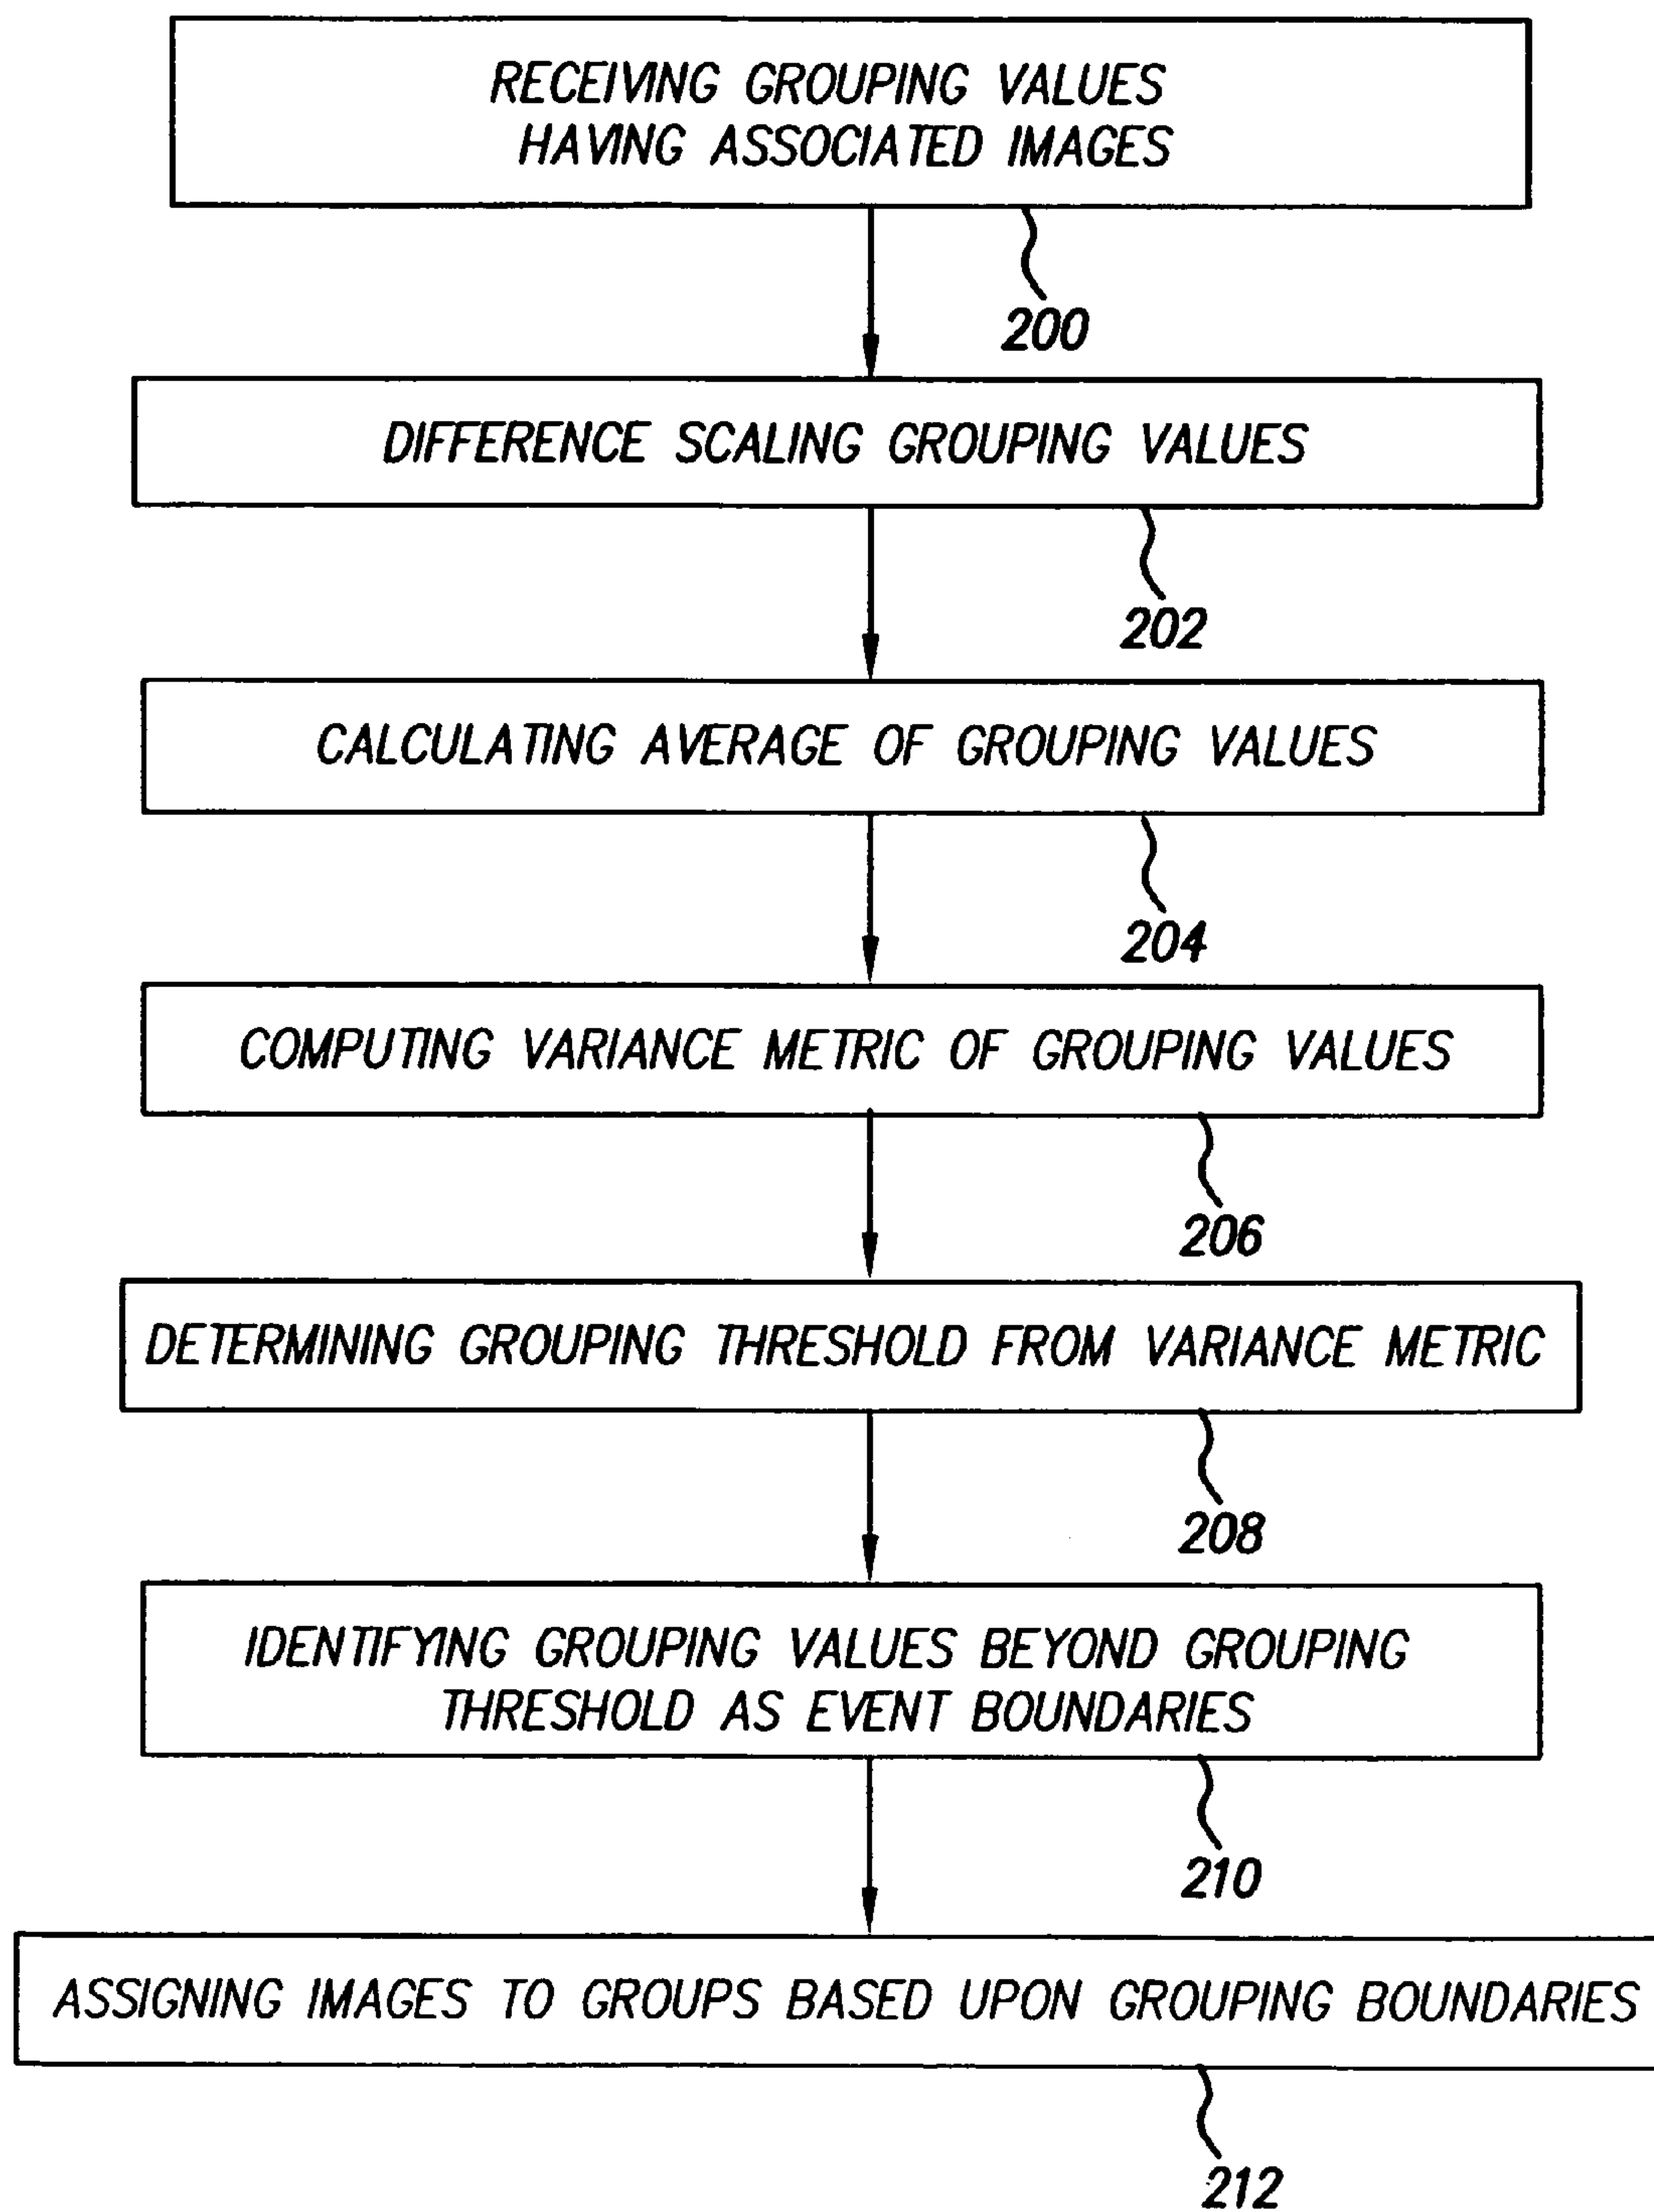 RECEIVING GROUPING VALUES
HAVING ASSOCIATED IMAGES
200
DIFFERENCE SCALING GROUPING VALUES
202
CALCULATING AVERAGE OF GROUPING VALUES
204
COMPUTING VARIANCE METRIC OF GROUPING VALUES
206
DETERMINING GROUPING THRESHOLD FROM VARIANCE METRIC
208
IDENTIFYING GROUPING VALUES BEYOND GROUPING
THRESHOLD AS EVENT BOUNDARIES
210
ASSIGNING IMAGES TO GROUPS BASED UPON GROUPING BOUNDARIES
212